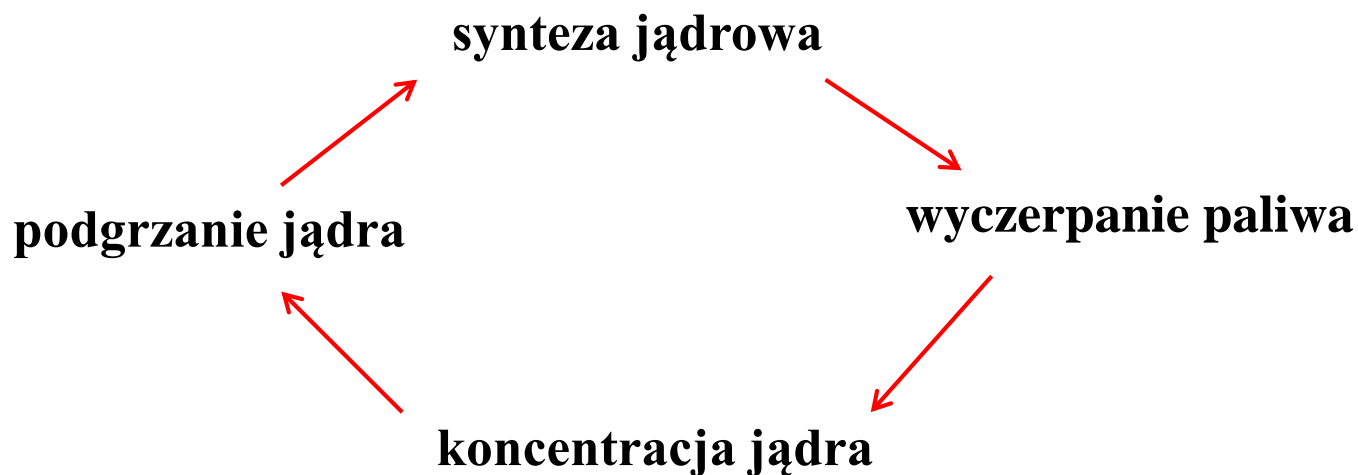 synteza jądrowa
wyczerpanie paliwa
podgrzanie jądra
koncentracja jądra